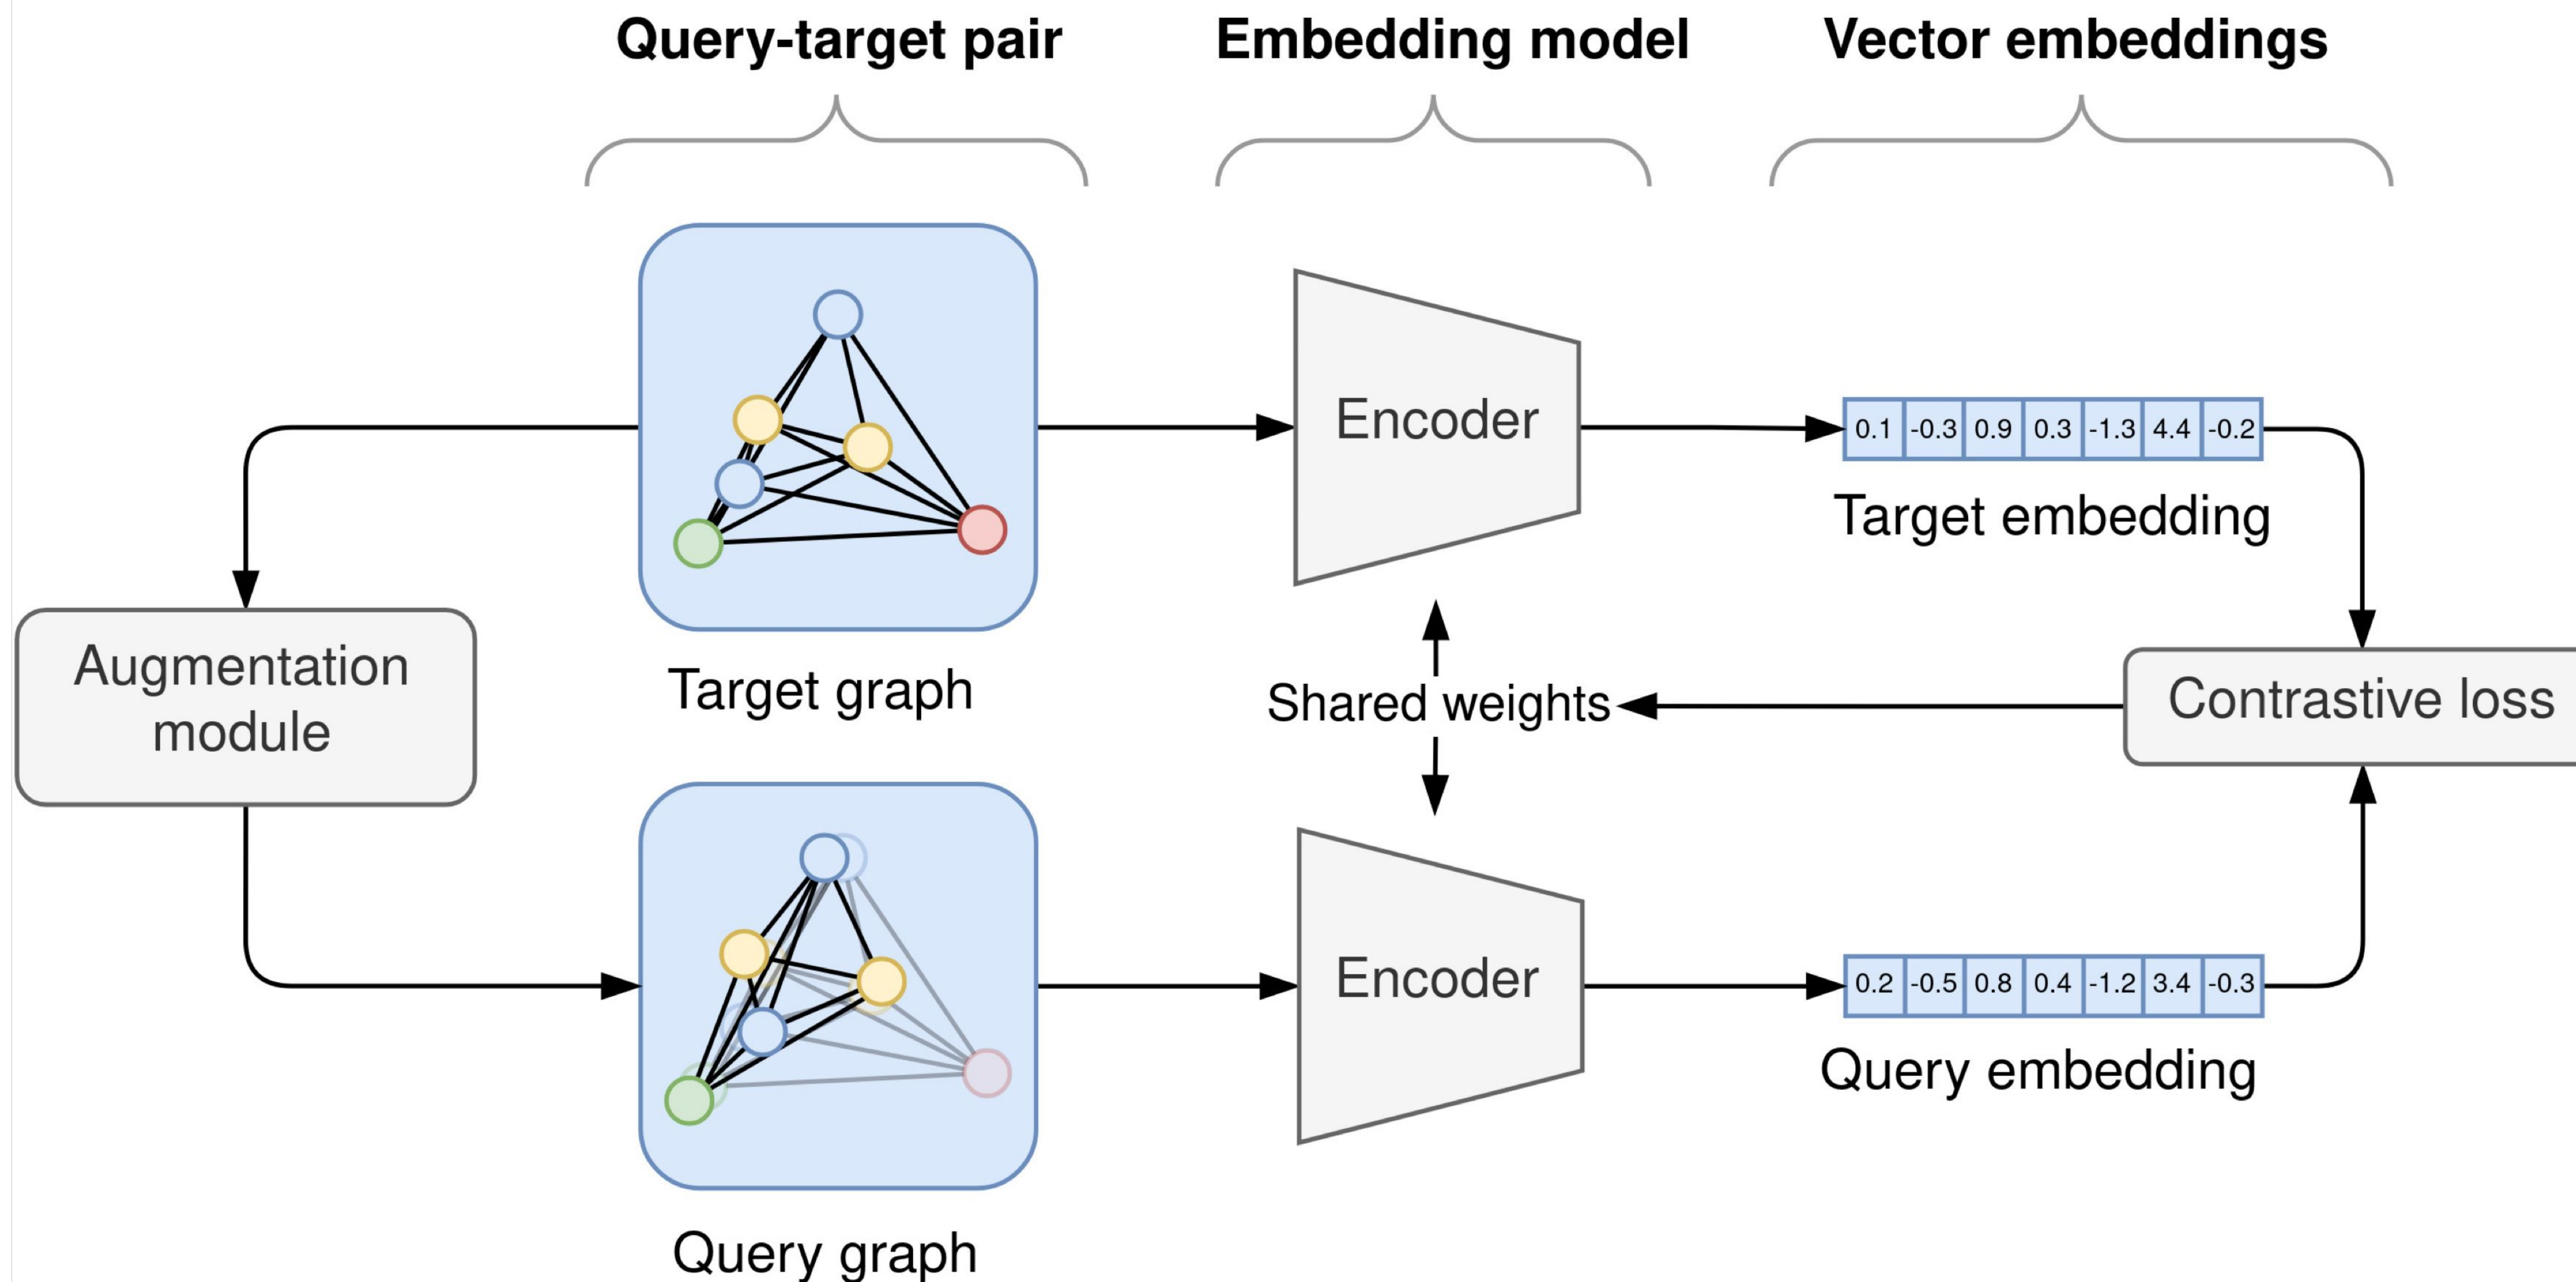 Query-target pair
Embedding model
Vector embeddings
Encoder
0.1 -0.3 0.9 0.3 -1.3 4.4 -0.2
Target embedding
Augmentation
module
Target graph
Shared weights
Contrastive loss
Encoder
0.2 -0.5 0.8 0.4 -1.2 3.4 -0.3
Query embedding
Query graph